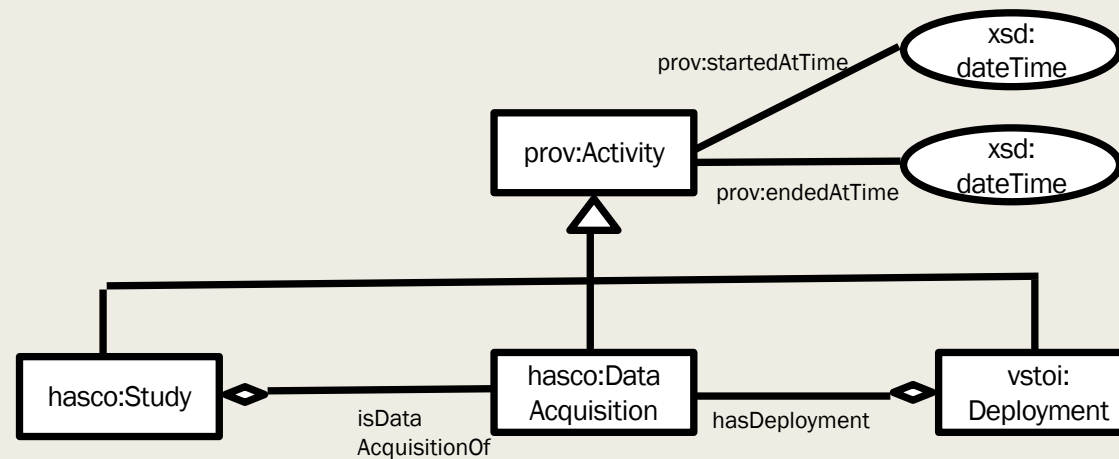 xsd:
dateTime
prov:startedAtTime
prov:Activity
xsd:
dateTime
prov:endedAtTime
hasco:Study
isData
AcquisitionOf
hasco:Data
Acquisition
hasDeployment
vstoi:
Deployment